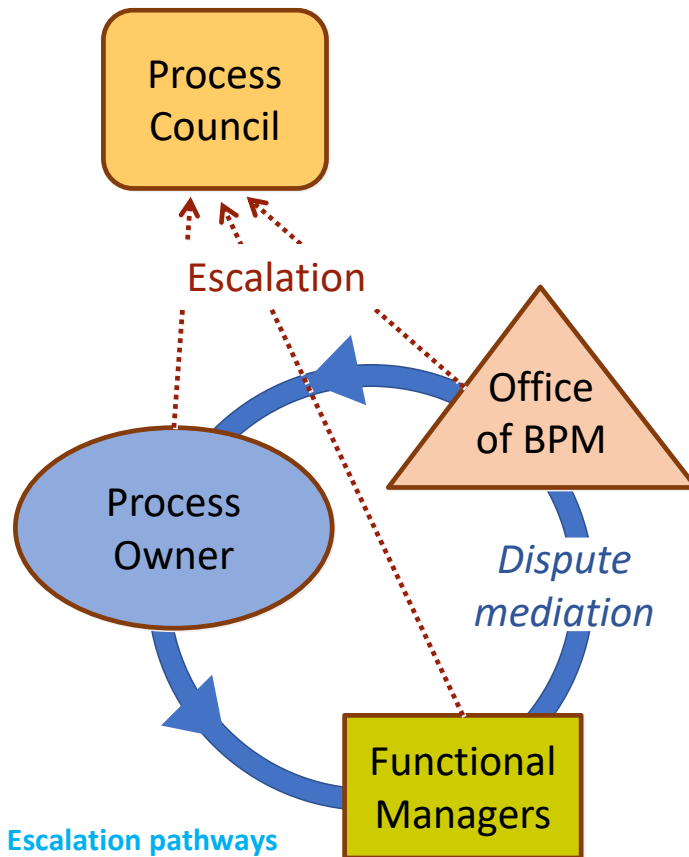 Process
Council
Escalation
Office
of BPM
Process
Owner
Dispute
mediation
Functional
Managers
Escalation pathways